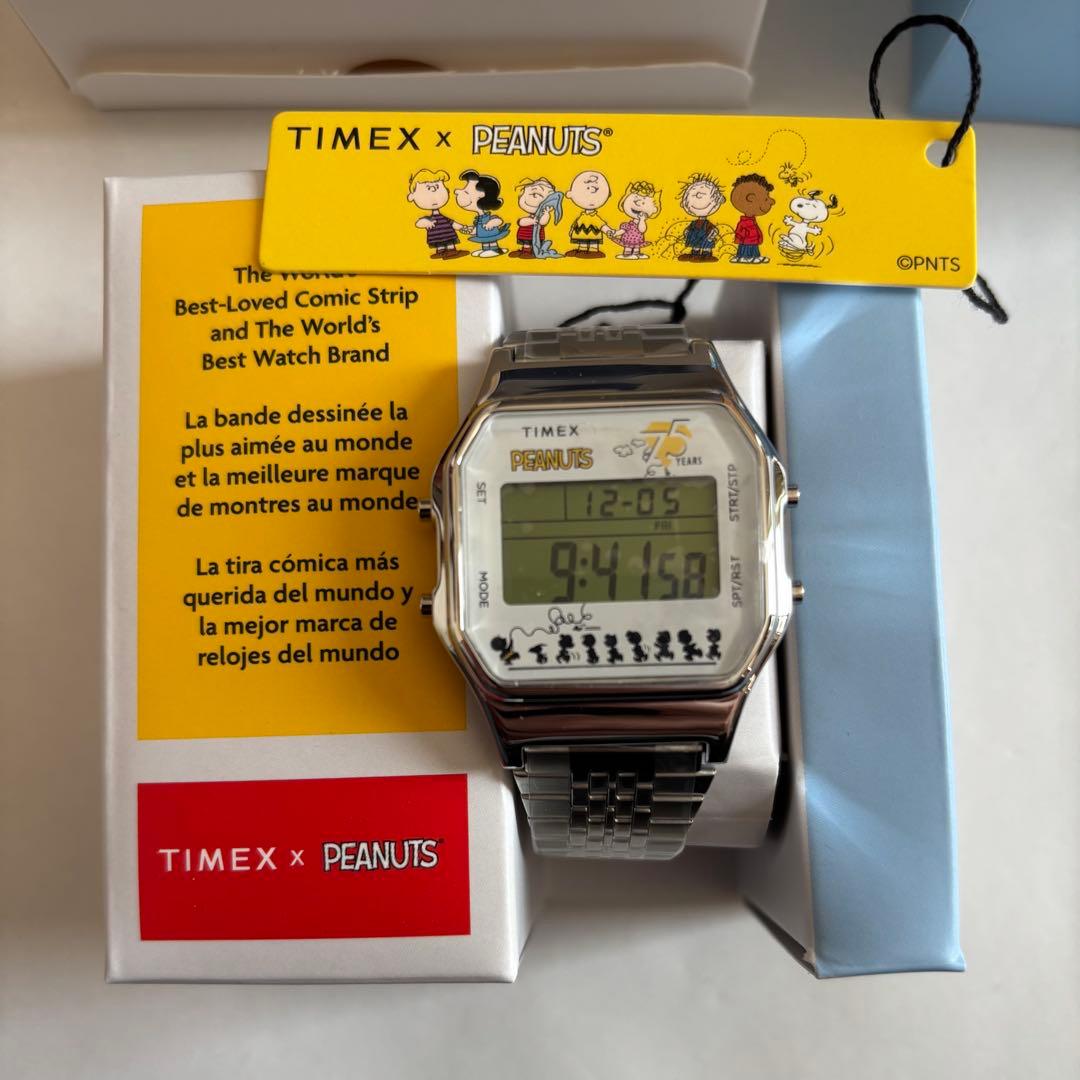 TIMEX x PEANUTS®
©PNTS
The World's
Best-Loved Comic Strip
and The World's
Best Watch Brand
La bande dessinée la
plus aimée au monde
et la meilleure marque
de montres au monde
La tira cómica más
querida del mundo y
la mejor marca de
relojes del mundo
TIMEX x PEANUTS
TIMEX
PEANUTS
75
YEARS
SET
STRT/STP
12-05
FRI
9:41 58
MODE
SPT/RST